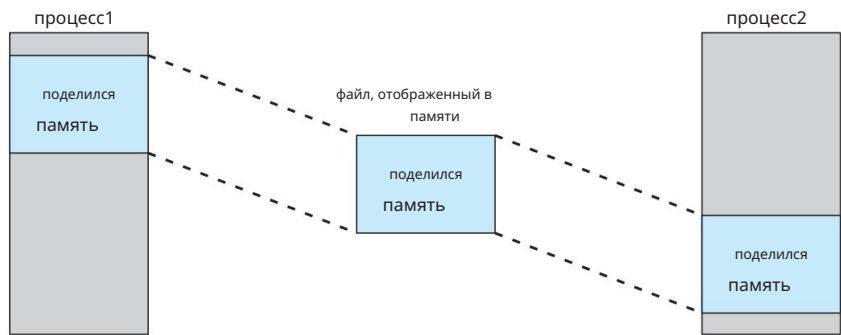 процесс1
поделился
память
файл, отображенный в
памяти
поделился
память
процесс2
поделился
память